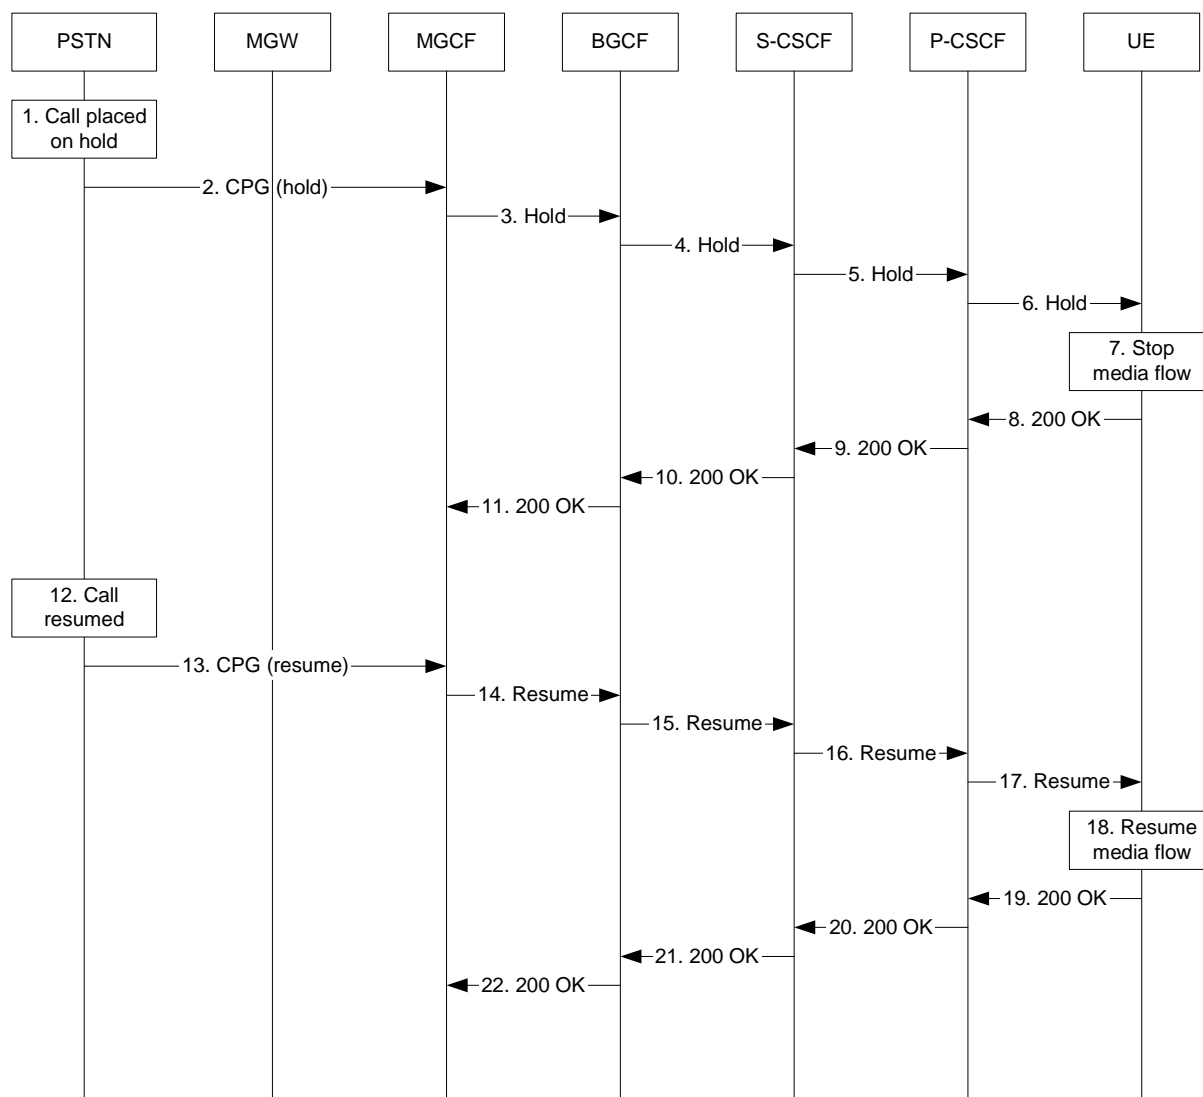 PSTN
MGW
MGCF
BGCF
S-CSCF
P-CSCF
UE
1. Call placed
on hold
2. CPG (hold)
3. Hold
4. Hold
5. Hold
6. Hold
7. Stop
media flow
8. 200 OK
9. 200 OK
10. 200 OK
11. 200 OK
12. Call
resumed
13. CPG (resume)
14. Resume
15. Resume
16. Resume
17. Resume
18. Resume
media flow
19. 200 OK
20. 200 OK
21. 200 OK
22. 200 OK